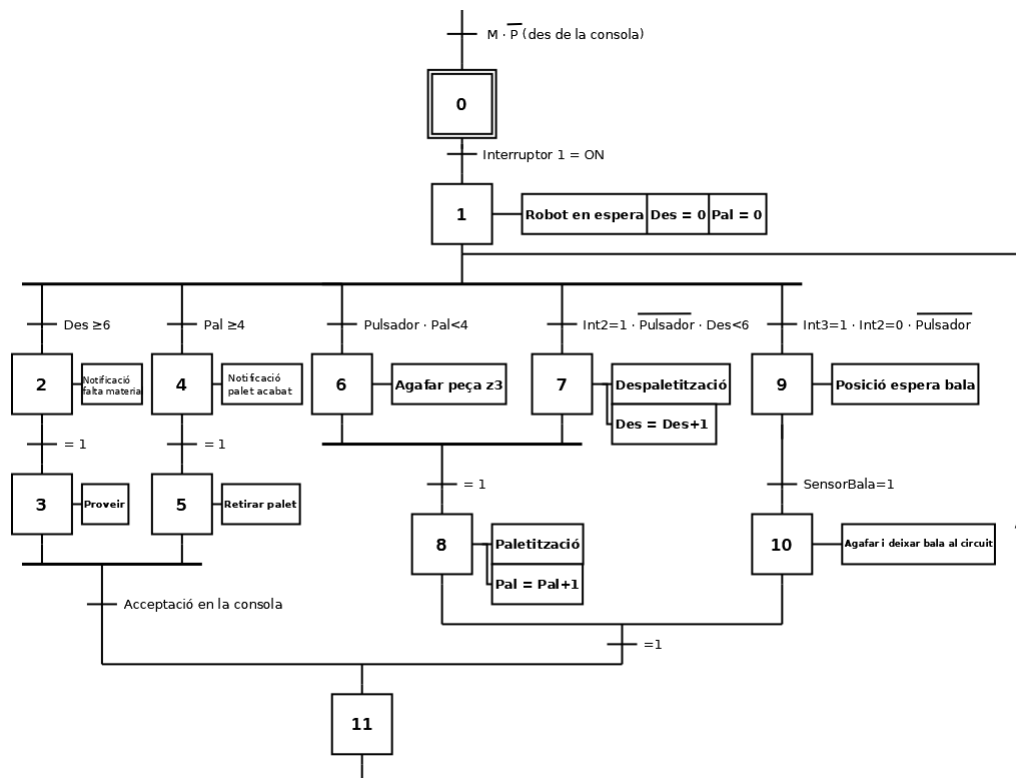 M · P̅ (des de la consola)
0
Interruptor 1 = ON
1
Robot en espera
Des = 0
Pal = 0
Des ≥6
Pal ≥4
Pulsador · Pal<4
Int2=1 · P̅u̅l̅s̅a̅d̅o̅r̅ · Des<6
Int3=1 · Int2=0 · P̅u̅l̅s̅a̅d̅o̅r̅
2
Notificació
falta materia
4
Notificació
palet acabat
6
Agafar peça z3
7
Despaletització
Des = Des+1
9
Posició espera bala
= 1
= 1
3
Proveir
5
Retirar palet
= 1
SensorBala=1
8
Paletització
Pal = Pal+1
10
Agafar i deixar bala al circuit
Acceptació en la consola
=1
11